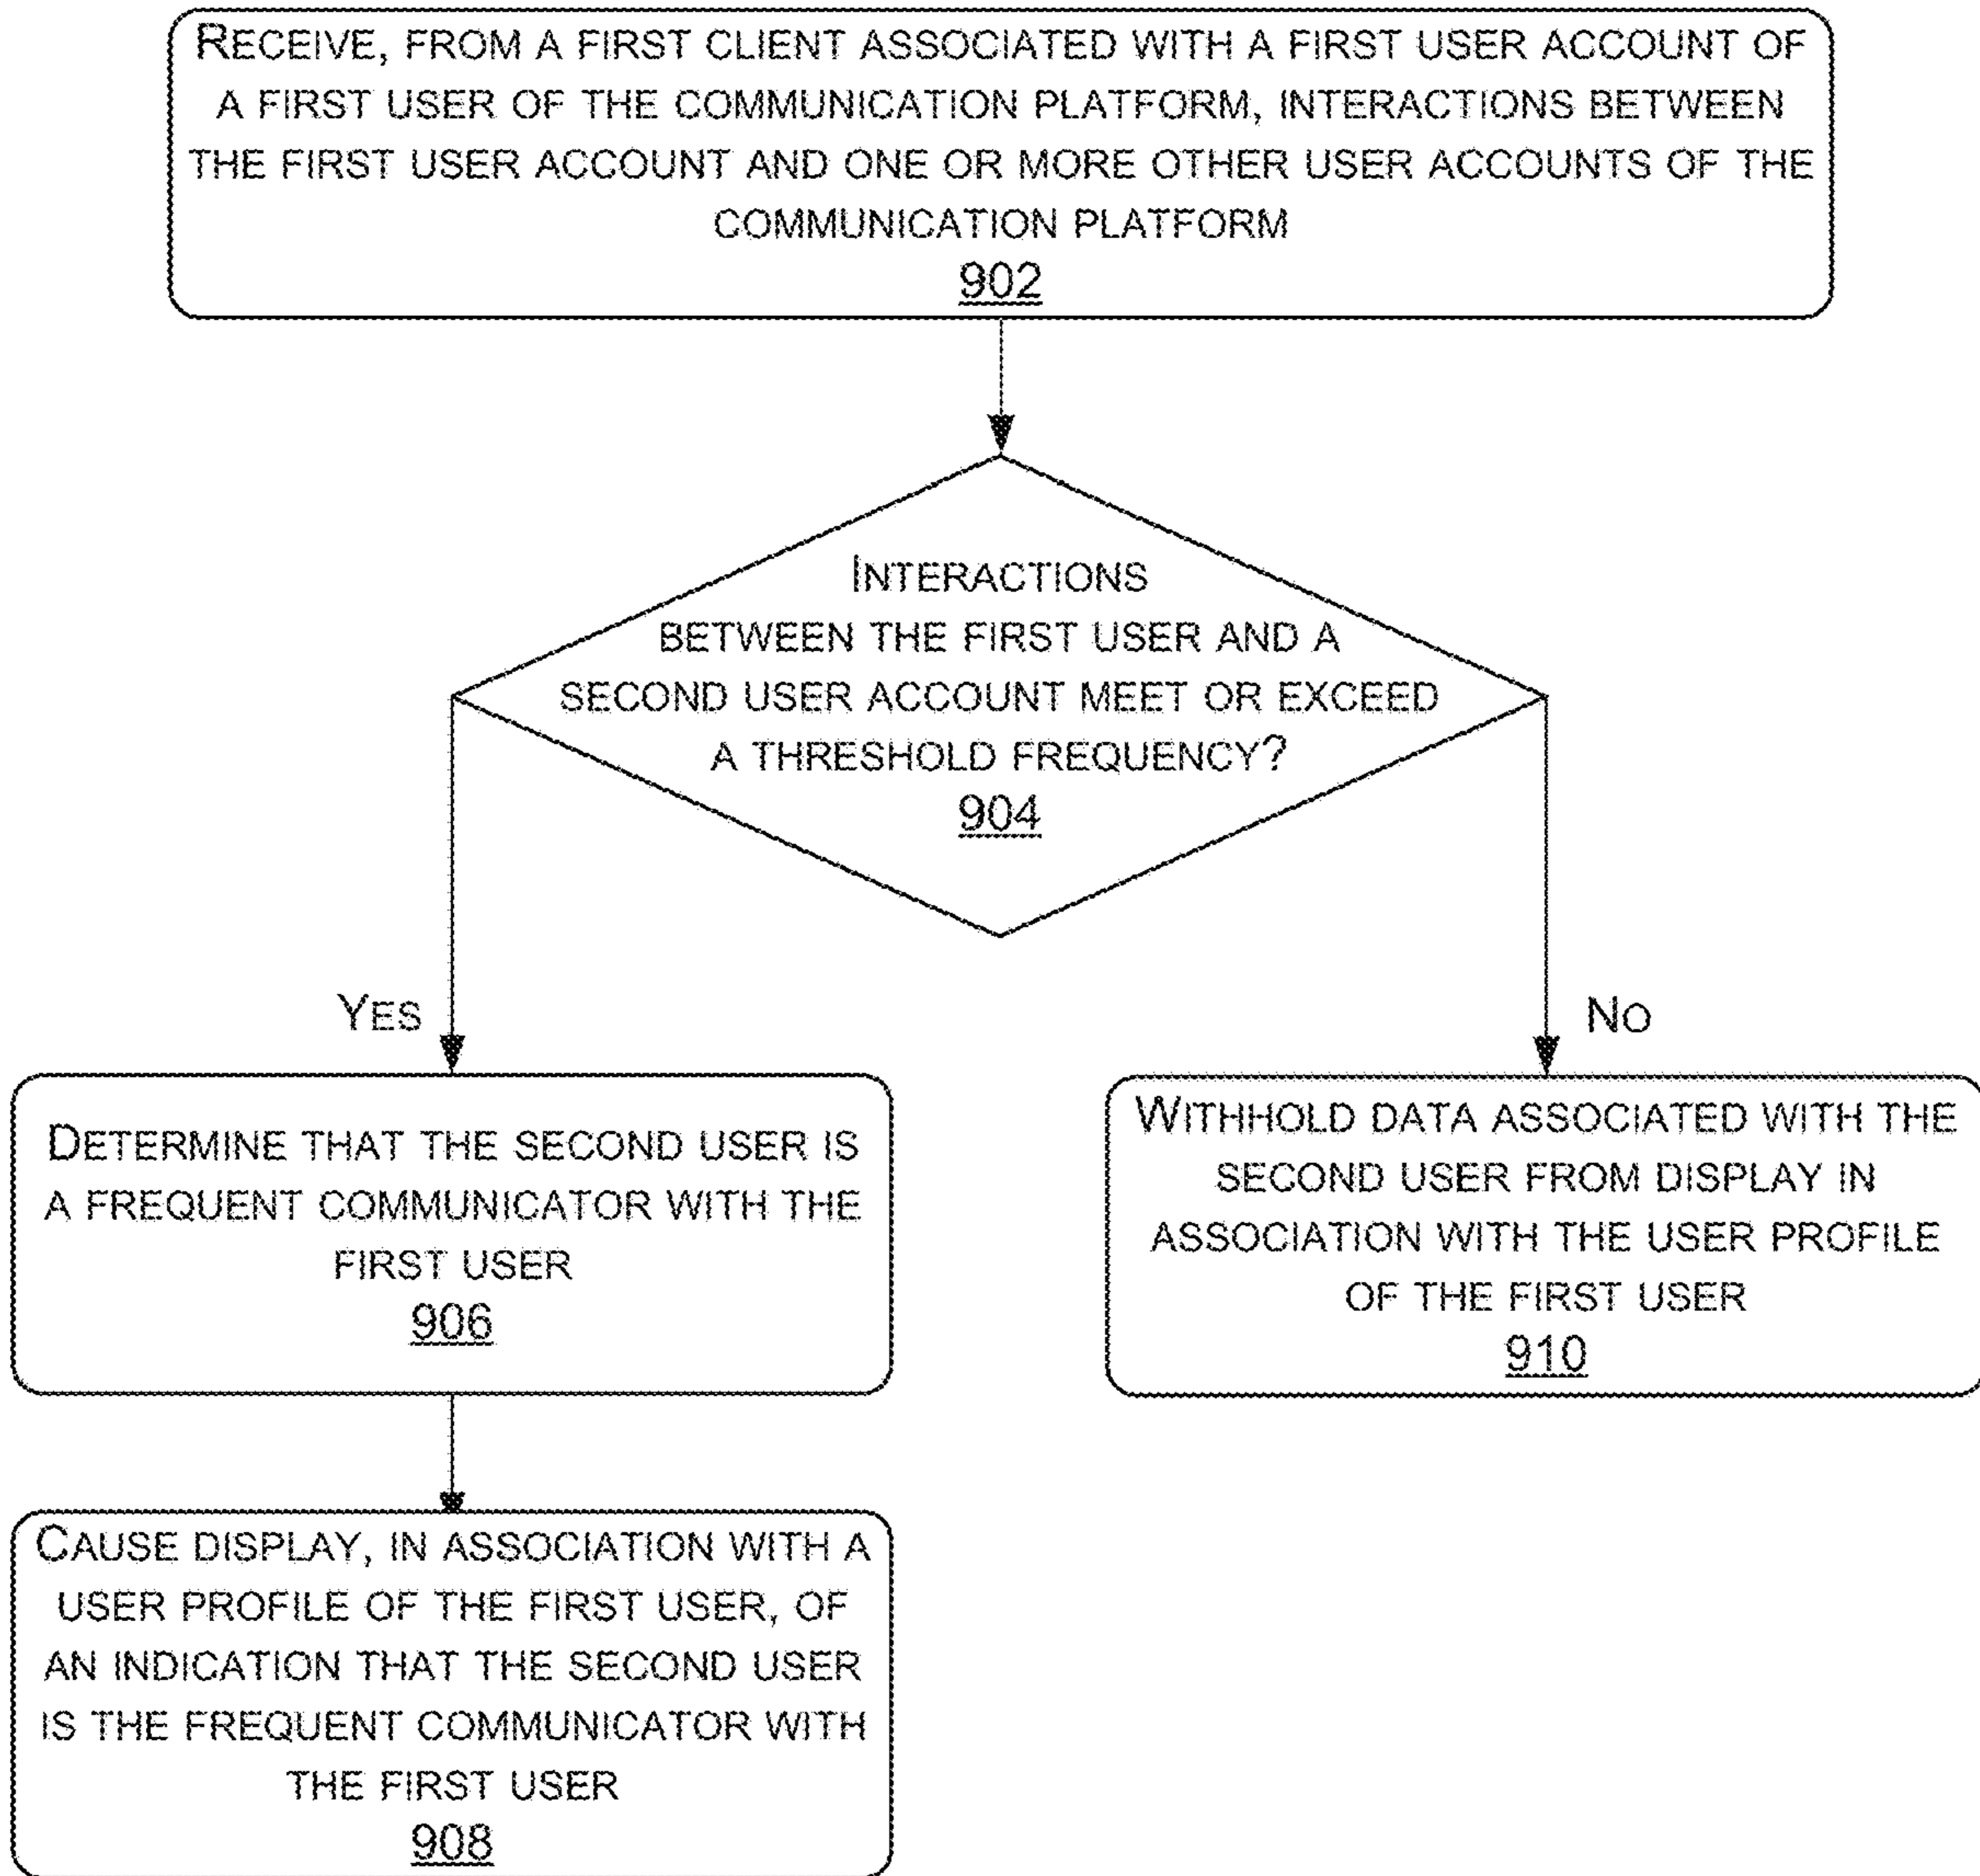 RECEIVE, FROM A FIRST CLIENT ASSOCIATED WITH A FIRST USER ACCOUNT OF
A FIRST USER OF THE COMMUNICATION PLATFORM, INTERACTIONS BETWEEN
THE FIRST USER ACCOUNT AND ONE OR MORE OTHER USER ACCOUNTS OF THE
COMMUNICATION PLATFORM
902
INTERACTIONS
BETWEEN THE FIRST USER AND A
SECOND USER ACCOUNT MEET OR EXCEED
A THRESHOLD FREQUENCY?
904
YES
NO
DETERMINE THAT THE SECOND USER IS
A FREQUENT COMMUNICATOR WITH THE
FIRST USER
906
WITHHOLD DATA ASSOCIATED WITH THE
SECOND USER FROM DISPLAY IN
ASSOCIATION WITH THE USER PROFILE
OF THE FIRST USER
910
CAUSE DISPLAY, IN ASSOCIATION WITH A
USER PROFILE OF THE FIRST USER, OF
AN INDICATION THAT THE SECOND USER
IS THE FREQUENT COMMUNICATOR WITH
THE FIRST USER
908